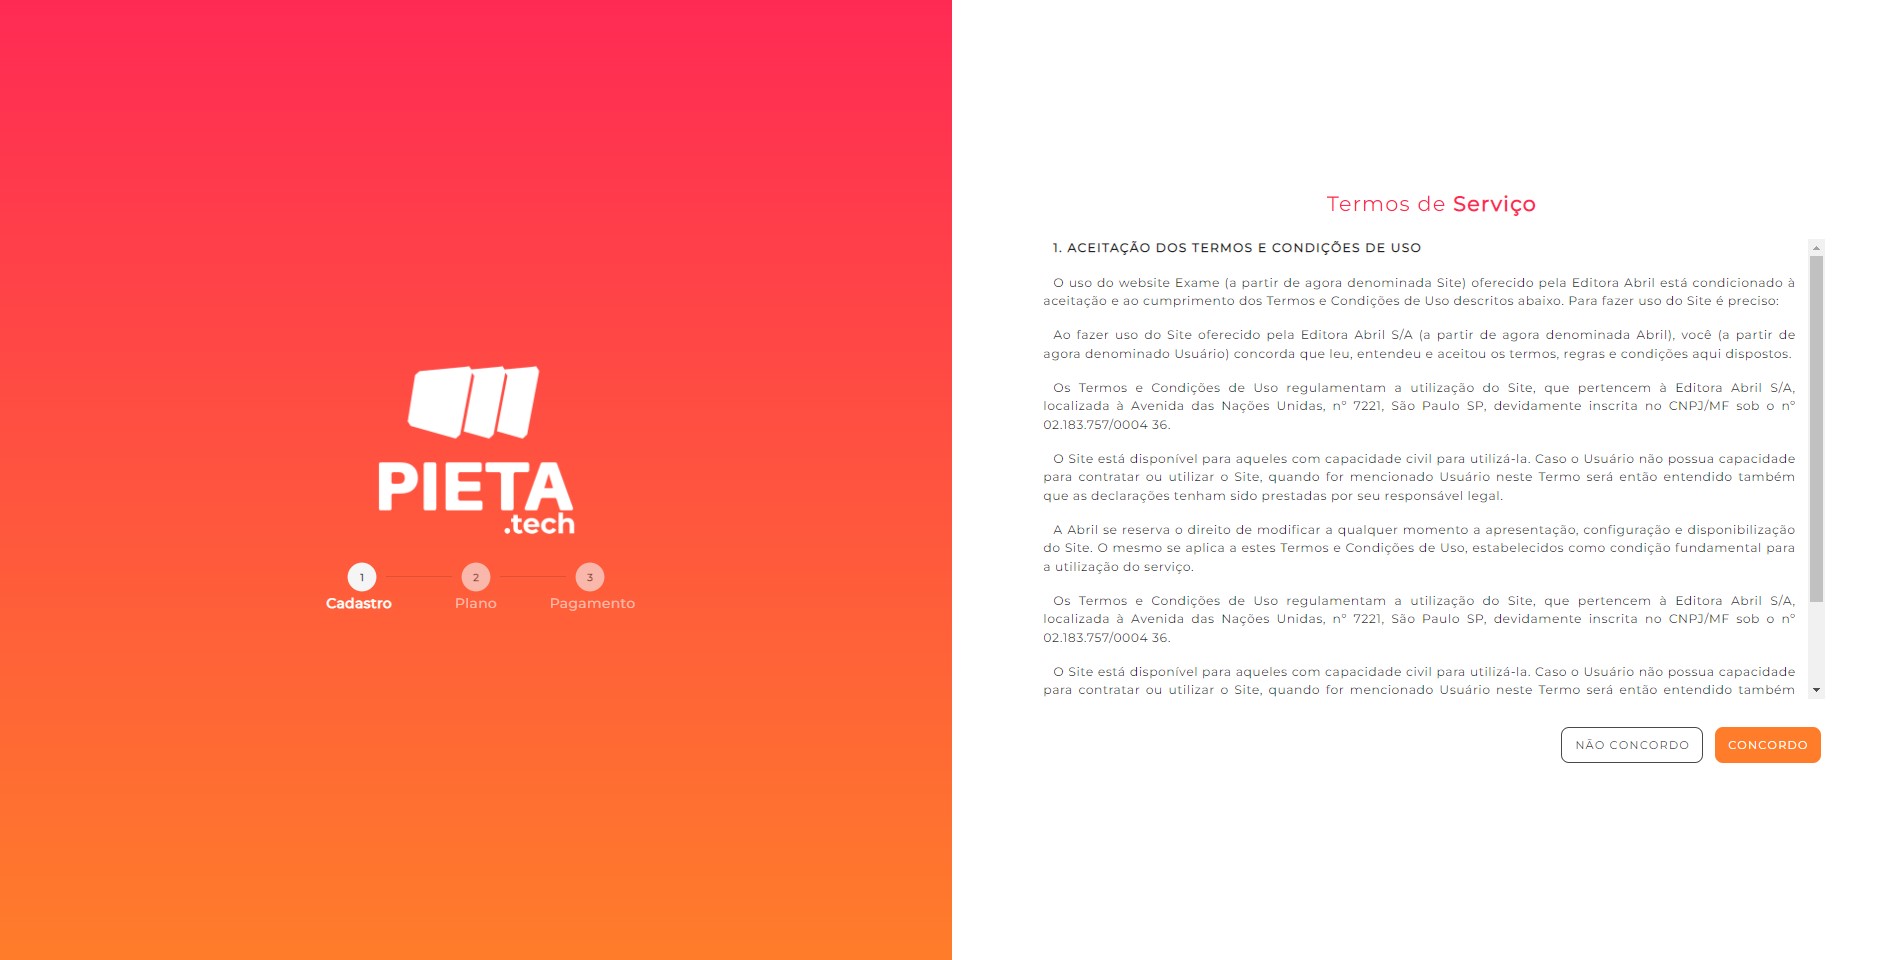 PIETA
.tech
1
2
3
Cadastro
Plano
Pagamento
Termos de Serviço
1. ACEITAÇÃO DOS TERMOS E CONDIÇÕES DE USO
O uso do website Exame (a partir de agora denominada Site) oferecido pela Editora Abril está condicionado à
aceitação e ao cumprimento dos Termos e Condições de Uso descritos abaixo. Para fazer uso do Site é preciso:
Ao fazer uso do Site oferecido pela Editora Abril S/A (a partir de agora denominada Abril), você (a partir de
agora denominado Usuário) concorda que leu, entendeu e aceitou os termos, regras e condições aqui dispostos.
Os Termos e Condições de Uso regulamentam a utilização do Site, que pertencem à Editora Abril S/A,
localizada à Avenida das Nações Unidas, nº 7221, São Paulo SP, devidamente inscrita no CNPJ/MF sob o nº
02.183.757/0004 36.
O Site está disponível para aqueles com capacidade civil para utilizá-la. Caso o Usuário não possua capacidade
para contratar ou utilizar o Site, quando for mencionado Usuário neste Termo será então entendido também
que as declarações tenham sido prestadas por seu responsável legal.
A Abril se reserva o direito de modificar a qualquer momento a apresentação, configuração e disponibilização
do Site. O mesmo se aplica a estes Termos e Condições de Uso, estabelecidos como condição fundamental para
a utilização do serviço.
Os Termos e Condições de Uso regulamentam a utilização do Site, que pertencem à Editora Abril S/A,
localizada à Avenida das Nações Unidas, nº 7221, São Paulo SP, devidamente inscrita no CNPJ/MF sob o nº
02.183.757/0004 36.
O Site está disponível para aqueles com capacidade civil para utilizá-la. Caso o Usuário não possua capacidade
para contratar ou utilizar o Site, quando for mencionado Usuário neste Termo será então entendido também
NÃO CONCORDO
CONCORDO